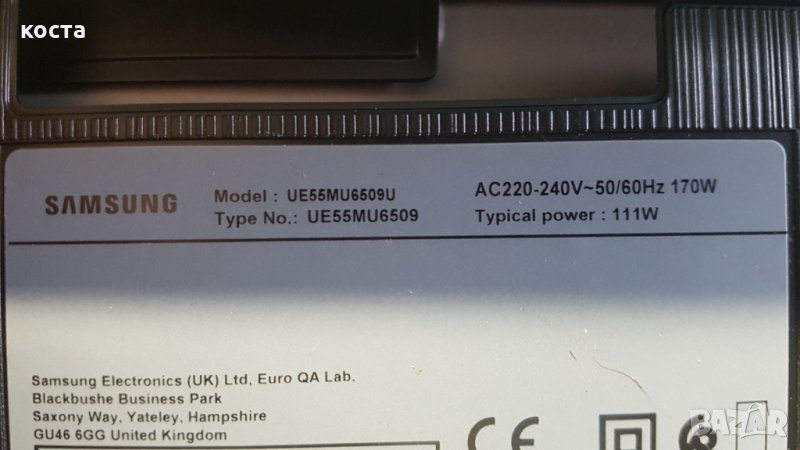 коста
SAMSUNG
Model : UE55MU6509U
Type No.: UE55MU6509
AC220-240V~50/60Hz 170W
Typical power : 111W
Samsung Electronics (UK) Ltd, Euro QA Lab.
Blackbushe Business Park
Saxony Way, Yateley, Hampshire
GU46 6GG United Kingdom
CE
BAZAR